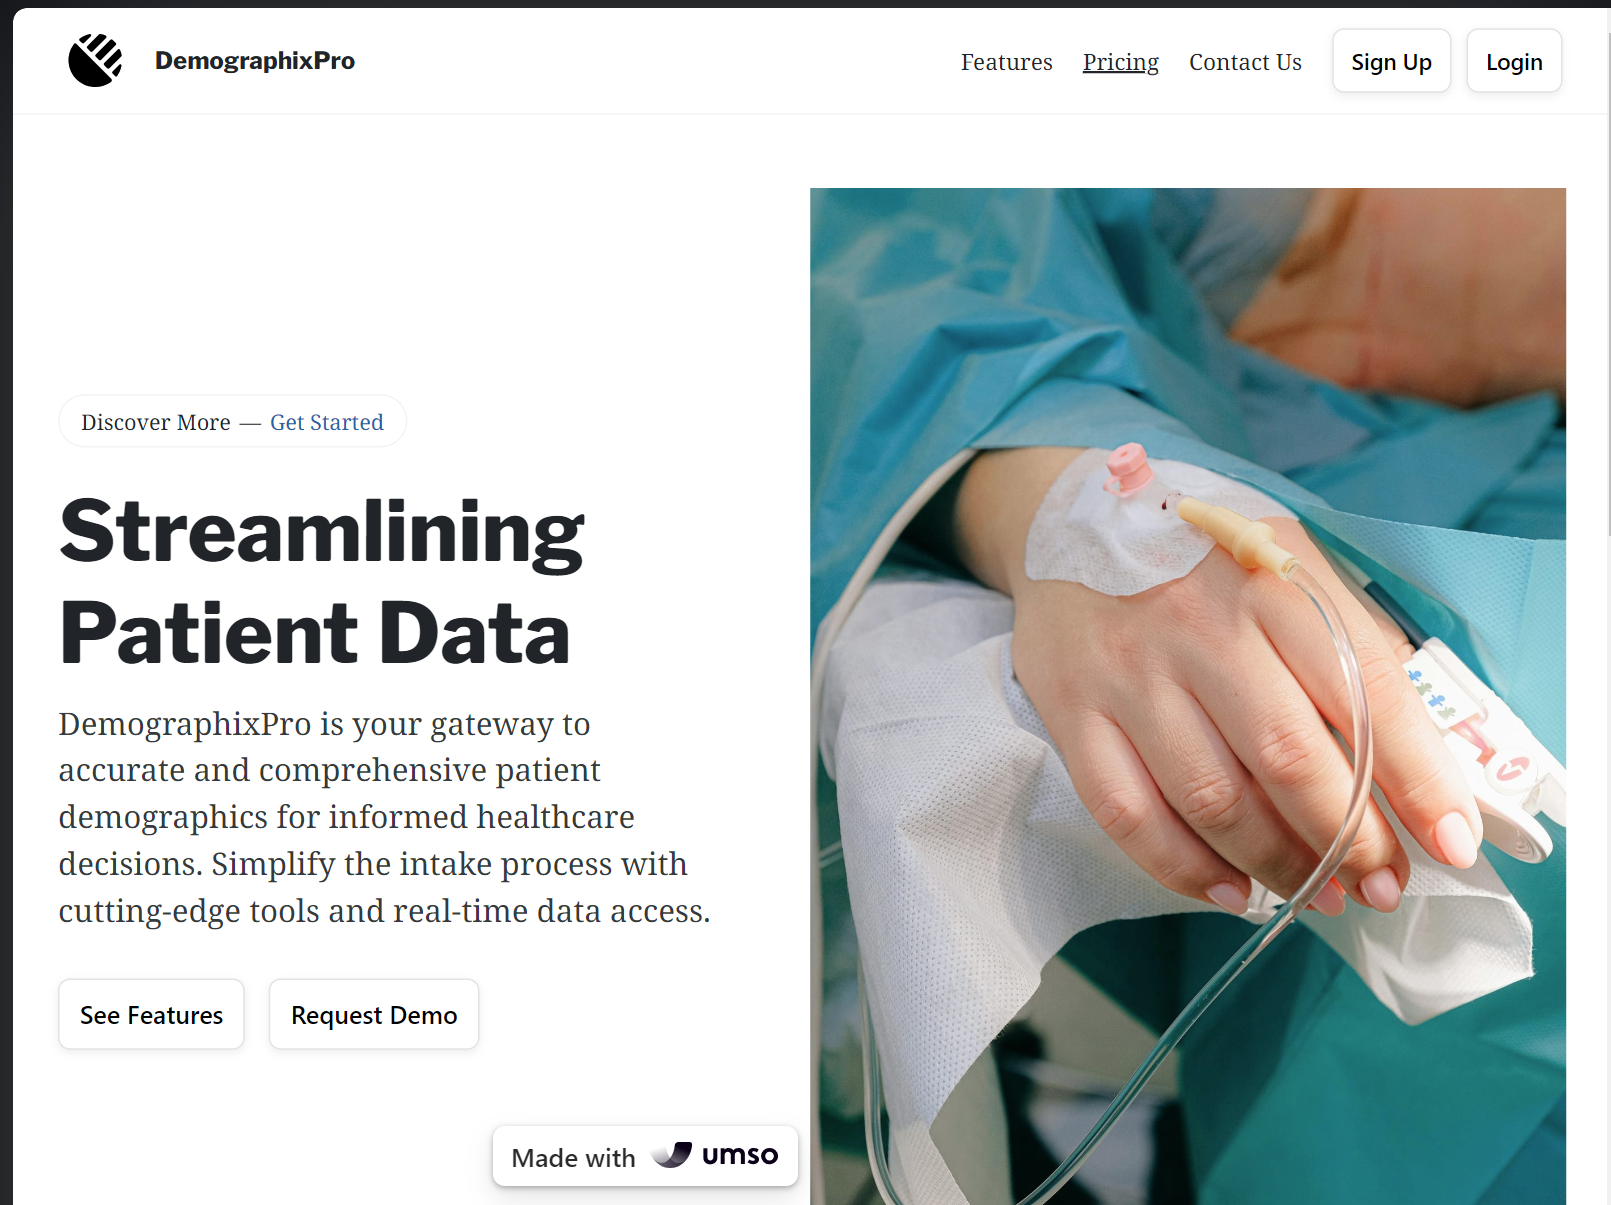 DemographixPro
Features
Pricing
Contact Us
Sign Up
Login
Discover More — Get Started
Streamlining
Patient Data
DemographixPro is your gateway to
accurate and comprehensive patient
demographics for informed healthcare
decisions. Simplify the intake process with
cutting-edge tools and real-time data access.
See Features
Request Demo
Made with umso